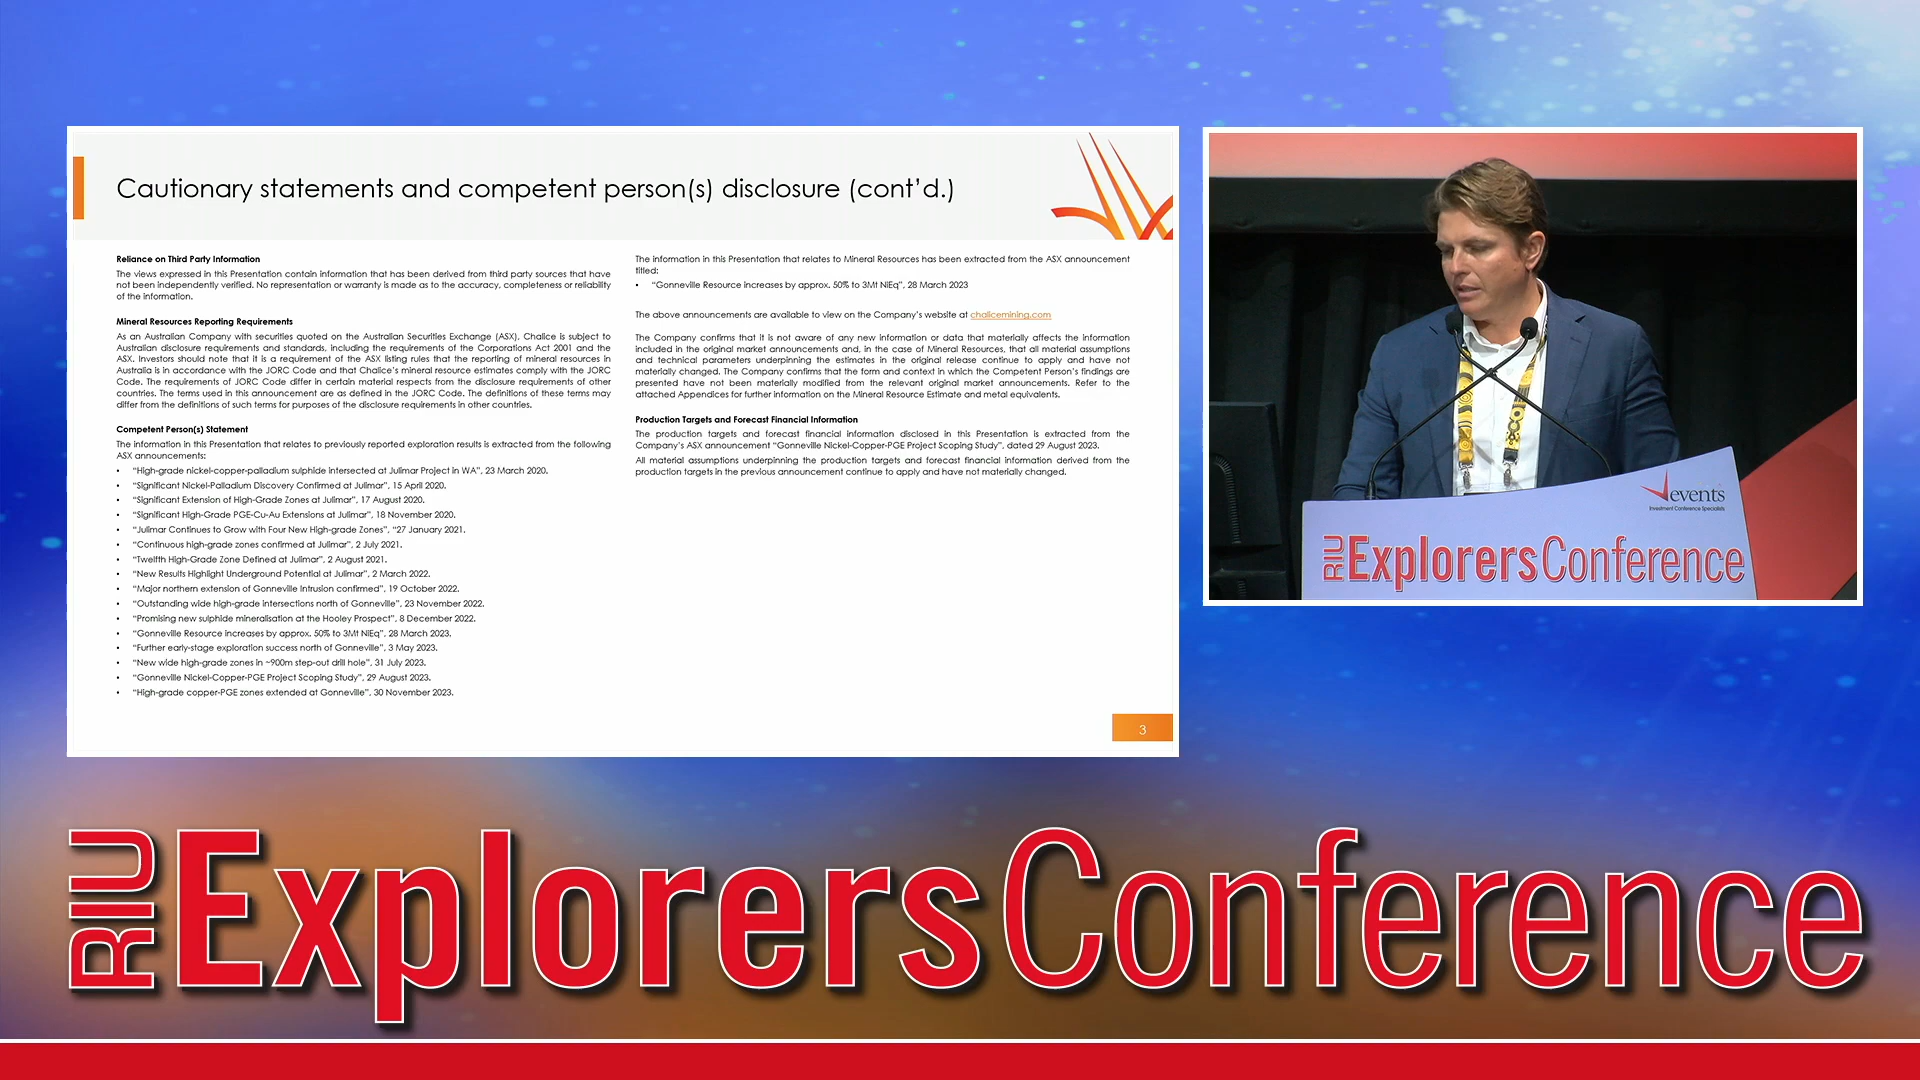 Cautionary statements and competent person(s) disclosure (cont’d.)
Reliance on Third Party Information
The views expressed in this Presentation contain information that has been derived from third party sources that have
not been independently verified. No representation or warranty is made as to the accuracy, completeness or reliability
of the information.
Mineral Resources Reporting Requirements
As an Australian Company with securities quoted on the Australian Securities Exchange (ASX), Chalice is subject to
Australian disclosure requirements and standards, including the requirements of the Corporations Act 2001 and the
ASX. Investors should note that it is a requirement of the ASX listing rules that the reporting of mineral resources in
Australia is in accordance with the JORC Code and that Chalice’s mineral resource estimates comply with the JORC
Code. The requirements of JORC Code differ in certain material respects from the disclosure requirements of other
countries. The terms used in this announcement are as defined in the JORC Code. The definitions of these terms may
differ from the definitions of such terms for purposes of the disclosure requirements in other countries.
Competent Person(s) Statement
The information in this Presentation that relates to previously reported exploration results is extracted from the following
ASX announcements:
• “High-grade nickel-copper-palladium sulphide intersected at Julimar Project in WA”, 23 March 2020.
• “Significant Nickel-Palladium Discovery Confirmed at Julimar”, 15 April 2020.
• “Significant Extension of High-Grade Zones at Julimar”, 17 August 2020.
• “Significant High-Grade PGE-Cu-Au Extensions at Julimar”, 18 November 2020.
• “Julimar Continues to Grow with Four New High-grade Zones”, “27 January 2021.
• “Continuous high-grade zones confirmed at Julimar”, 2 July 2021.
• “Twelfth High-Grade Zone Defined at Julimar”, 2 August 2021.
• “New Results Highlight Underground Potential at Julimar”, 2 March 2022.
• “Major northern extension of Gonneville Intrusion confirmed”, 19 October 2022.
• “Outstanding wide high-grade intersections north of Gonneville”, 23 November 2022.
• “Promising new sulphide mineralisation at the Hooley Prospect”, 8 December 2022.
• “Gonneville Resource increases by approx. 50% to 3Mt NiEq”, 28 March 2023.
• “Further early-stage exploration success north of Gonneville”, 3 May 2023.
• “New wide high-grade zones in ~900m step-out drill hole”, 31 July 2023.
• “Gonneville Nickel-Copper-PGE Project Scoping Study”, 29 August 2023.
• “High-grade copper-PGE zones extended at Gonneville”, 30 November 2023.
The information in this Presentation that relates to Mineral Resources has been extracted from the ASX announcement
titled:
• “Gonneville Resource increases by approx. 50% to 3Mt NiEq”, 28 March 2023
The above announcements are available to view on the Company’s website at chalicemining.com
The Company confirms that it is not aware of any new information or data that materially affects the information
included in the original market announcements and, in the case of Mineral Resources, that all material assumptions
and technical parameters underpinning the estimates in the original release continue to apply and have not
materially changed. The Company confirms that the form and context in which the Competent Person’s findings are
presented have not been materially modified from the relevant original market announcements. Refer to the
attached Appendices for further information on the Mineral Resource Estimate and metal equivalents.
Production Targets and Forecast Financial Information
The production targets and forecast financial information disclosed in this Presentation is extracted from the
Company’s ASX announcement “Gonneville Nickel-Copper-PGE Project Scoping Study”, dated 29 August 2023.
All material assumptions underpinning the production targets and forecast financial information derived from the
production targets in the previous announcement continue to apply and have not materially changed.
3
events
Investment Conference Specialists
RIU ExplorersConference
RIU ExplorersConference